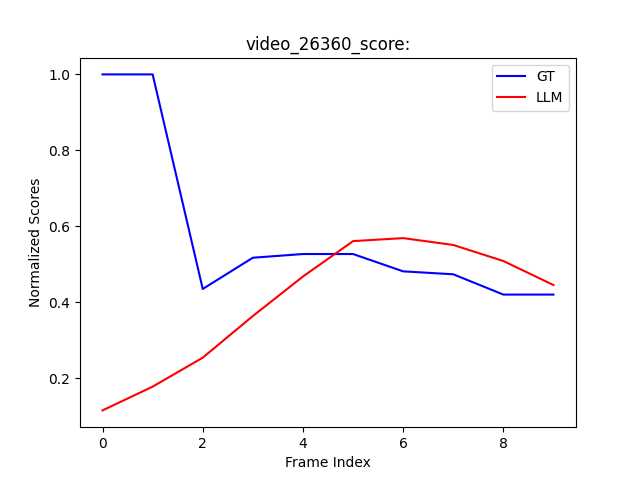 video_26360_score:
GT
LLM
Normalized Scores
1.0
0.8
0.6
0.4
0.2
0 2 4 6 8
Frame Index